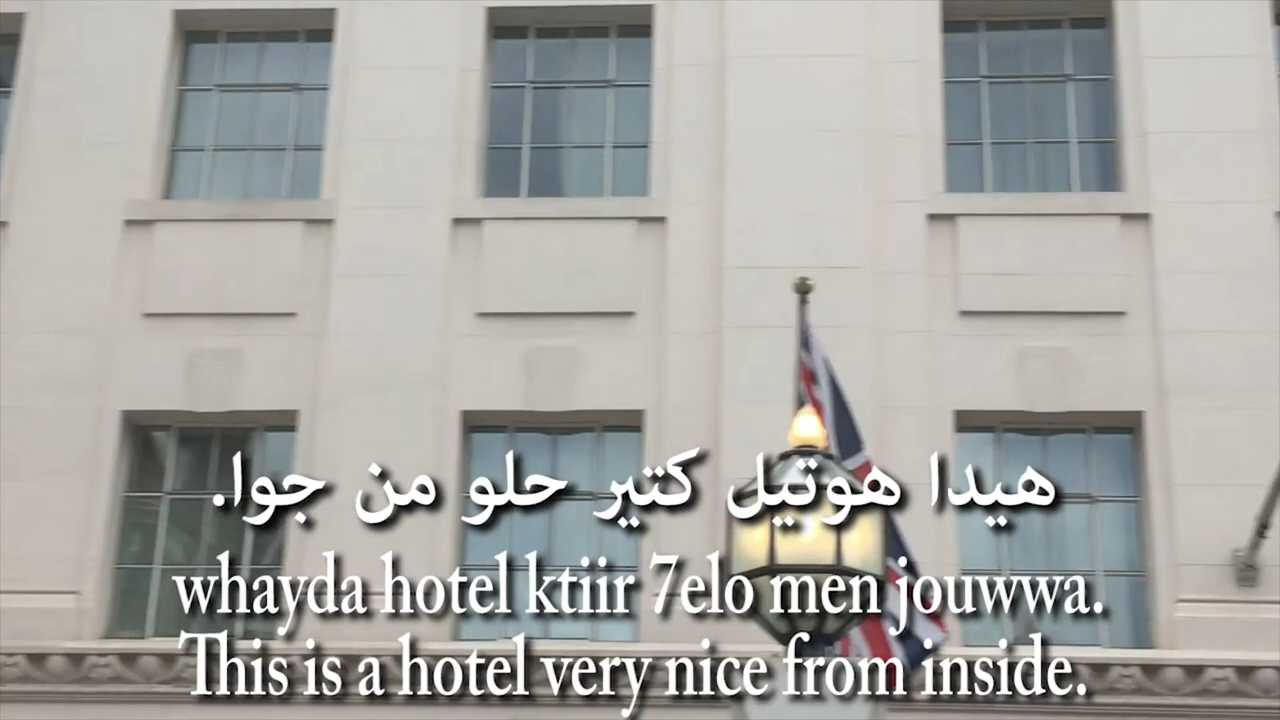 هيدا هوتيل كتير حلو من جوا.
whayda hotel ktiir 7elo men jouwwa.
This is a hotel very nice from inside.